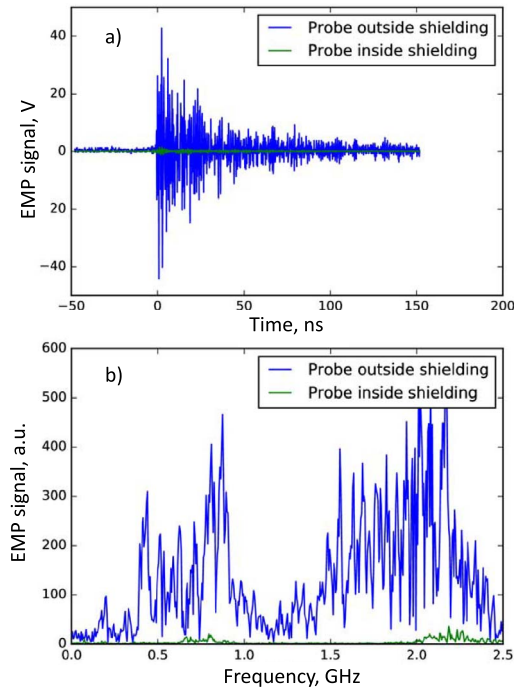 a)
Probe outside shielding
Probe inside shielding
EMP signal, V
40
20
0
20
−40
−50
0
50
100
150
200
Time, ns
b)
Probe outside shielding
Probe inside shielding
EMP signal, a.u.
600
500
400
300
200
100
0
0.0
0.5
1.0
1.5
2.0
2.5
Frequency, GHz